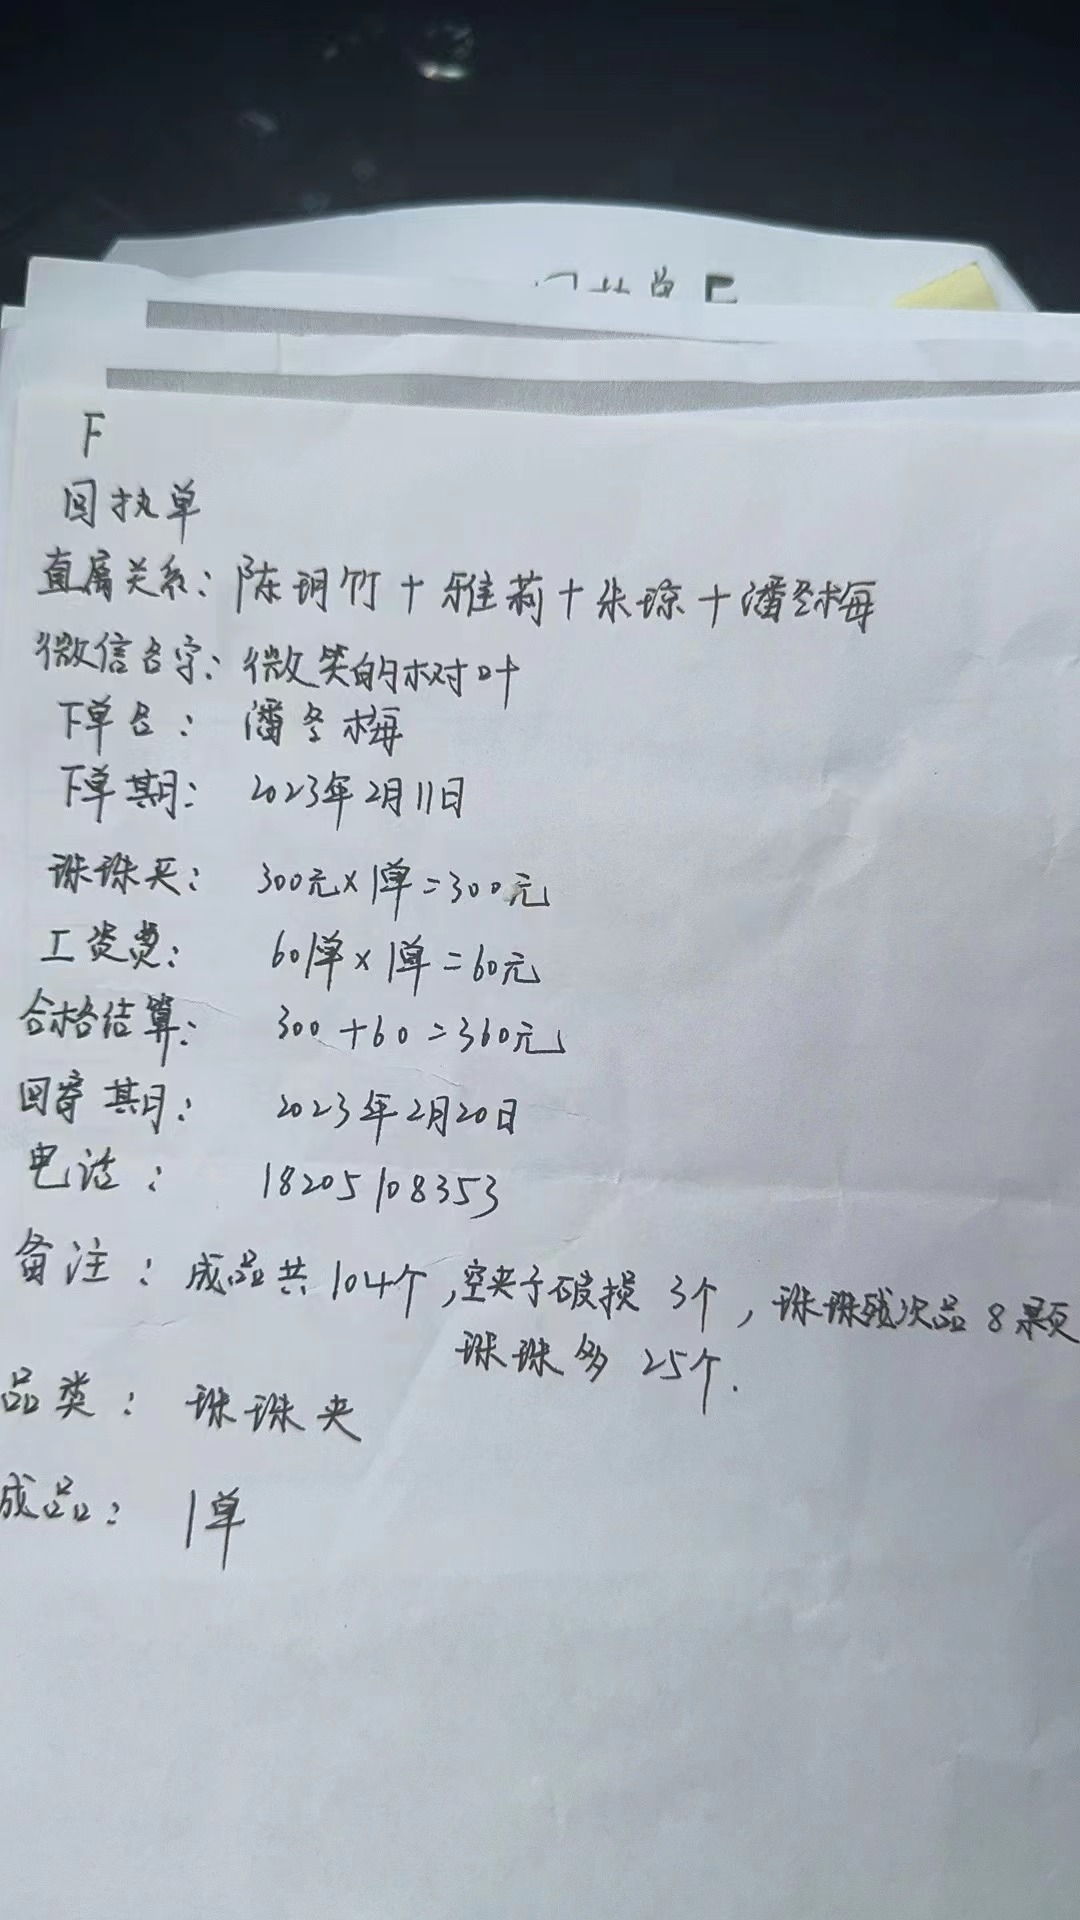 F
回执单
直属关系：陈玥竹+雅莉+朱琼+潘冬梅
微信名字：微笑的树叶
下单名：潘冬梅
下单期：2023年2月11日
珠珠夹：300元×1单=300元
工资费：60/单×1单=60元
合格结算：300+60=360元
回寄期：2023年2月20日
电话：18205108353
备注：成品共104个，空夹子破损3个，珠珠残次品8颗
珠珠多25个.
品类：珠珠夹
成品：1单